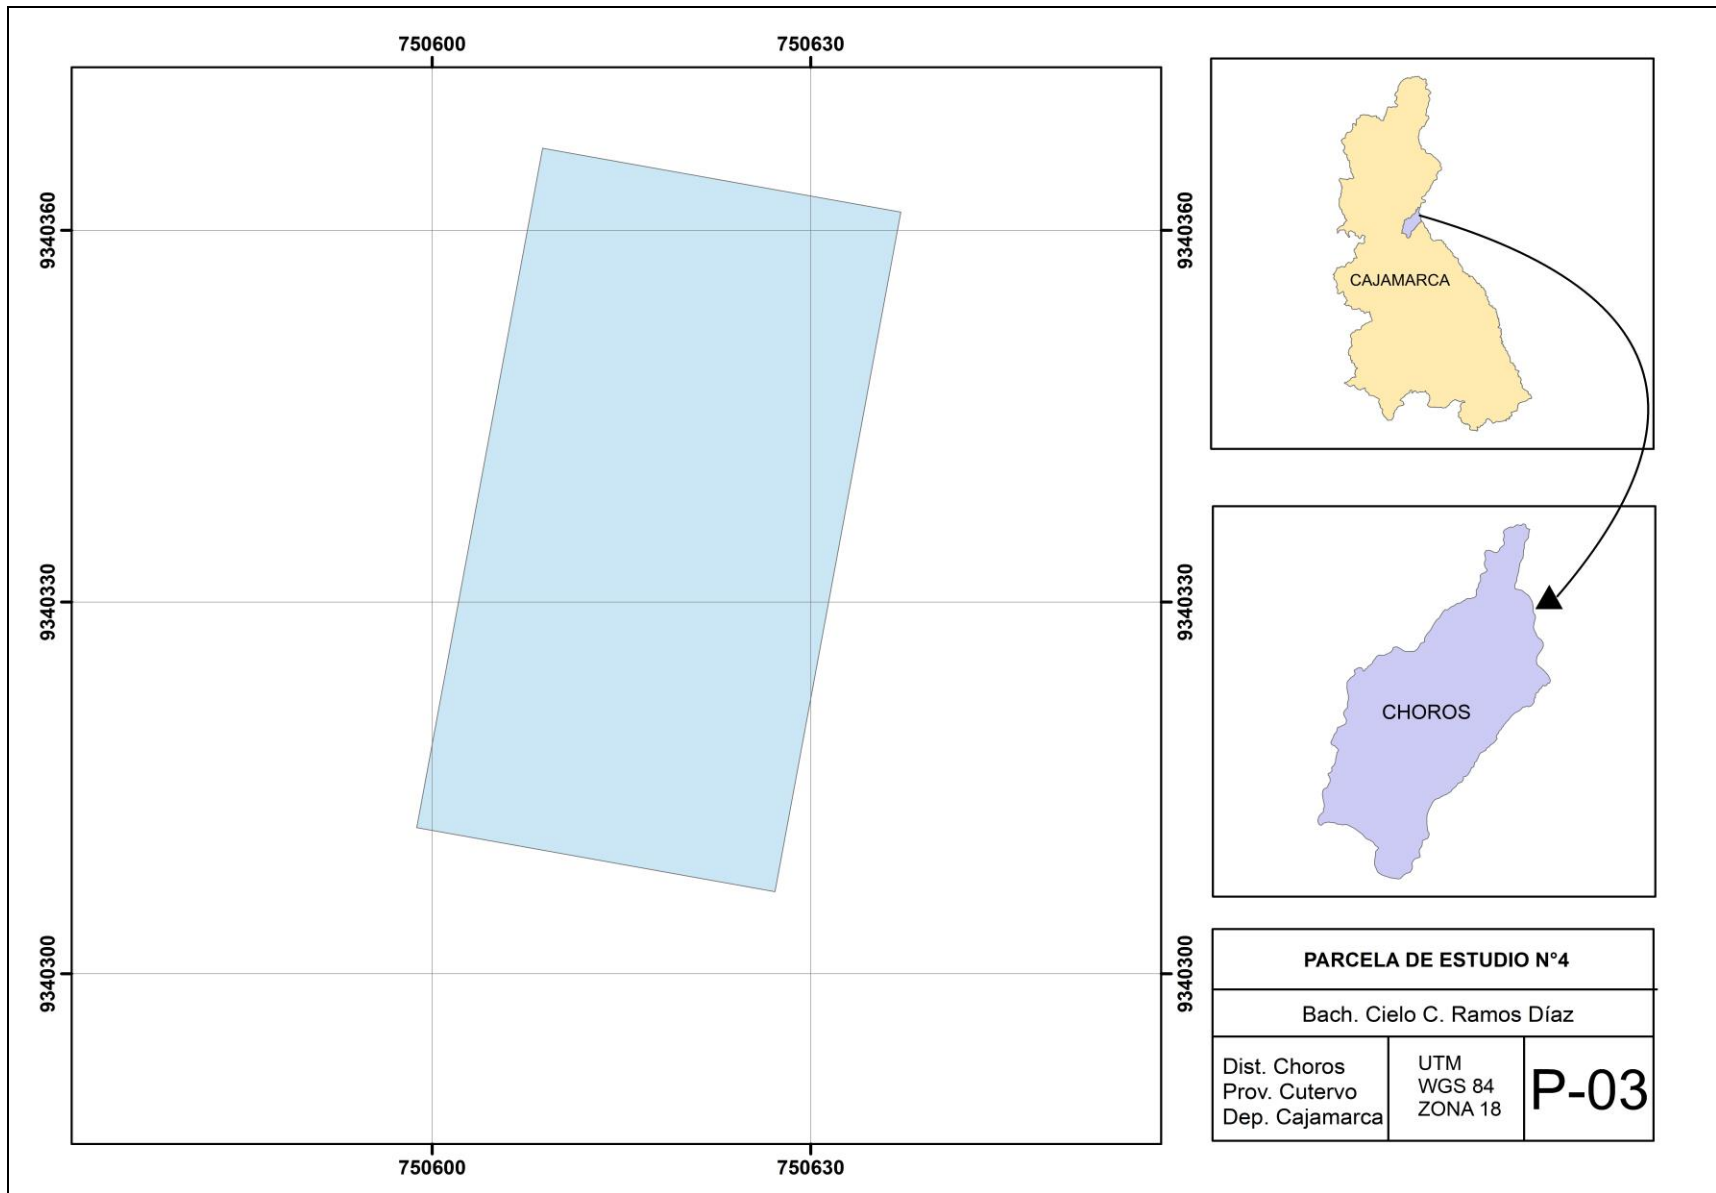 750600
750630
9340360
9340360
9340330
9340330
9340300
9340300
750600
750630
CAJAMARCA
CHOROS
PARCELA DE ESTUDIO N°4
Bach. Cielo C. Ramos Díaz
Dist. Choros
Prov. Cutervo
Dep. Cajamarca
UTM
WGS 84
ZONA 18
P-03